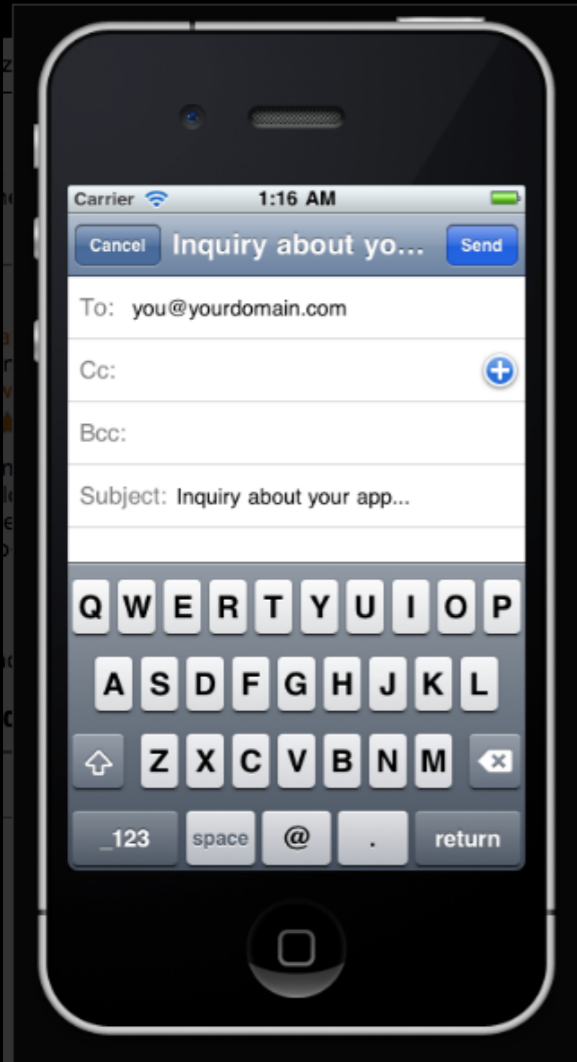 Carrier 1:16 AM
Cancel Inquiry about yo... Send
To: you@yourdomain.com
Cc:
Bcc:
Subject: Inquiry about your app...
Q W E R T Y U I O P
A S D F G H J K L
Z X C V B N M
_123 space @ . return